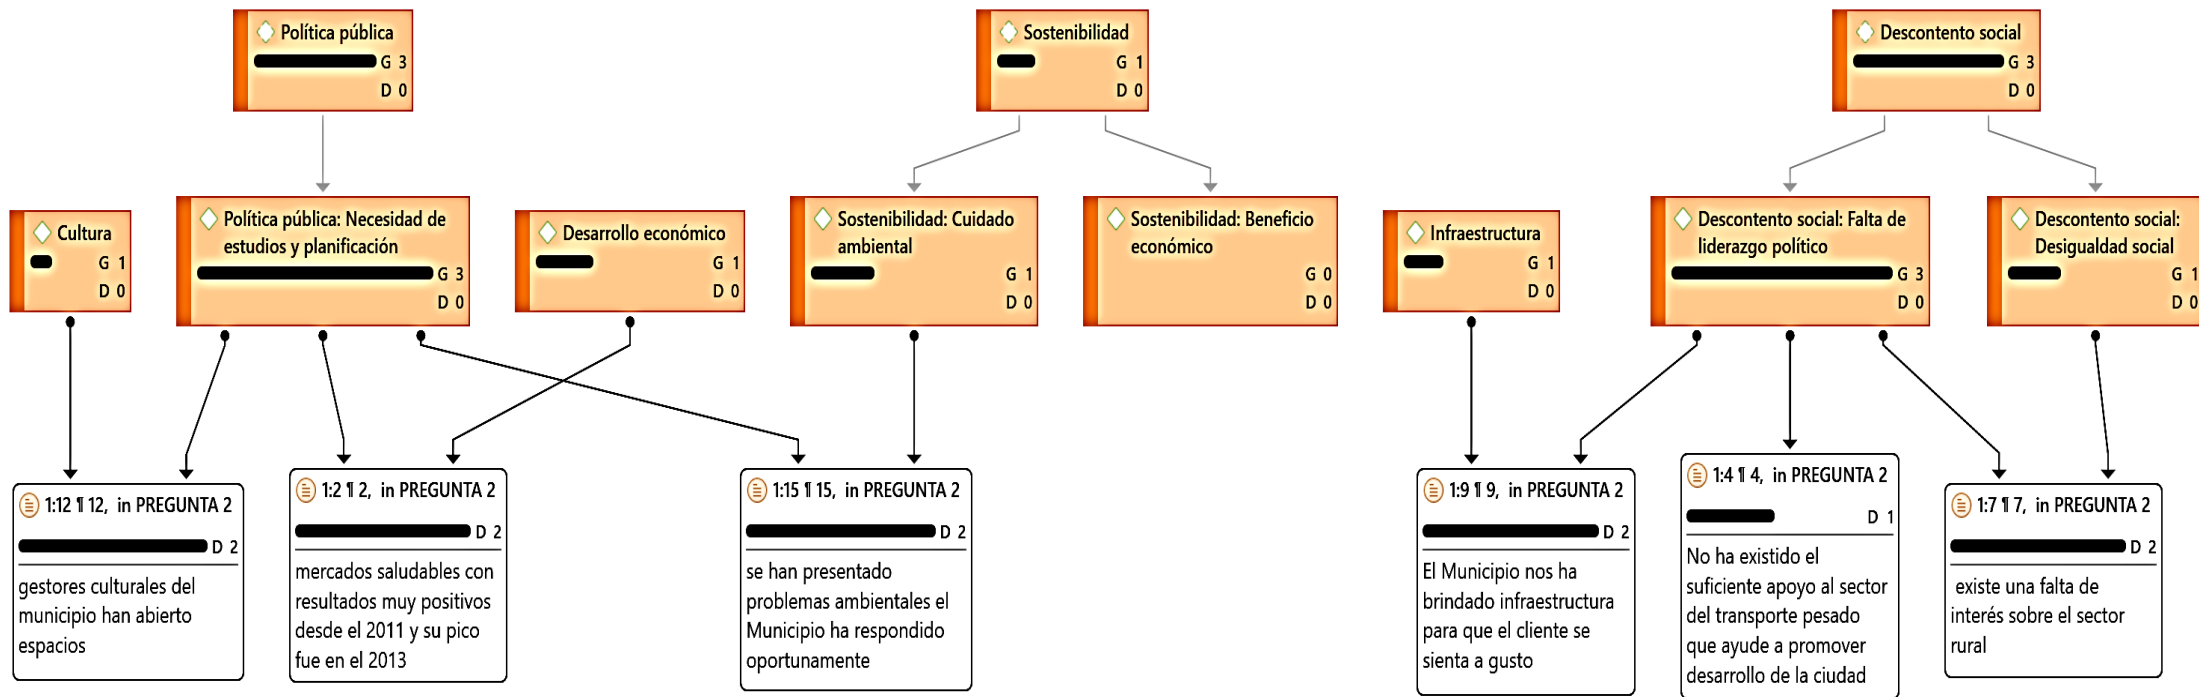 Política pública
G 3
D 0
Sostenibilidad
G 1
D 0
Descontento social
G 3
D 0
Cultura
G 1
D 0
Política pública: Necesidad de
estudios y planificación
G 3
D 0
Desarrollo económico
G 1
D 0
Sostenibilidad: Cuidado
ambiental
G 1
D 0
Sostenibilidad: Beneficio
económico
G 0
D 0
Infraestructura
G 1
D 0
Descontento social: Falta de
liderazgo político
G 3
D 0
Descontento social:
Desigualdad social
G 1
D 0
1:12 ¶ 12, in PREGUNTA 2
D 2
gestores culturales del
municipio han abierto
espacios
1:2 ¶ 2, in PREGUNTA 2
D 2
mercados saludables con
resultados muy positivos
desde el 2011 y su pico
fue en el 2013
1:15 ¶ 15, in PREGUNTA 2
D 2
se han presentado
problemas ambientales el
Municipio ha respondido
oportunamente
1:9 ¶ 9, in PREGUNTA 2
D 2
El Municipio nos ha
brindado infraestructura
para que el cliente se
sienta a gusto
1:4 ¶ 4, in PREGUNTA 2
D 1
No ha existido el
suficiente apoyo al sector
del transporte pesado
que ayude a promover
desarrollo de la ciudad
1:7 ¶ 7, in PREGUNTA 2
D 2
existe una falta de
interés sobre el sector
rural